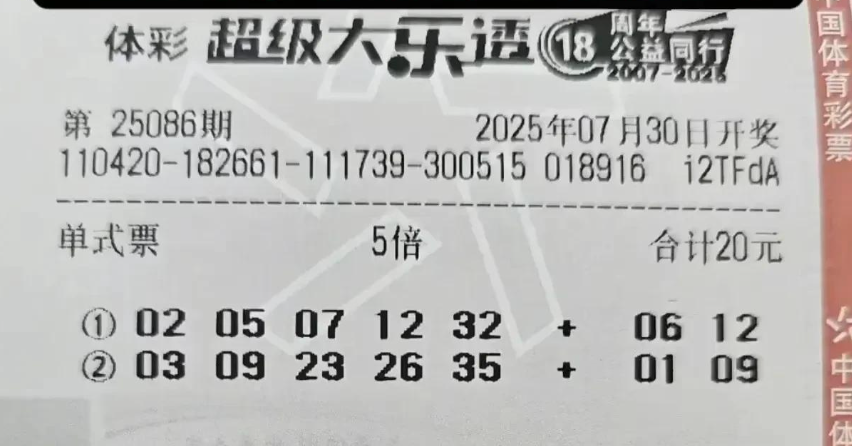 体彩 超级大乐透 18周年公益同行
2007-2025
第 25086期 2025年07月30日开奖
110420-182661-111739-300515 018916 i2TFdA
单式票 5倍 合计20元
① 02 05 07 12 32 + 06 12
② 03 09 23 26 35 + 01 09
中国体育彩票
中国体